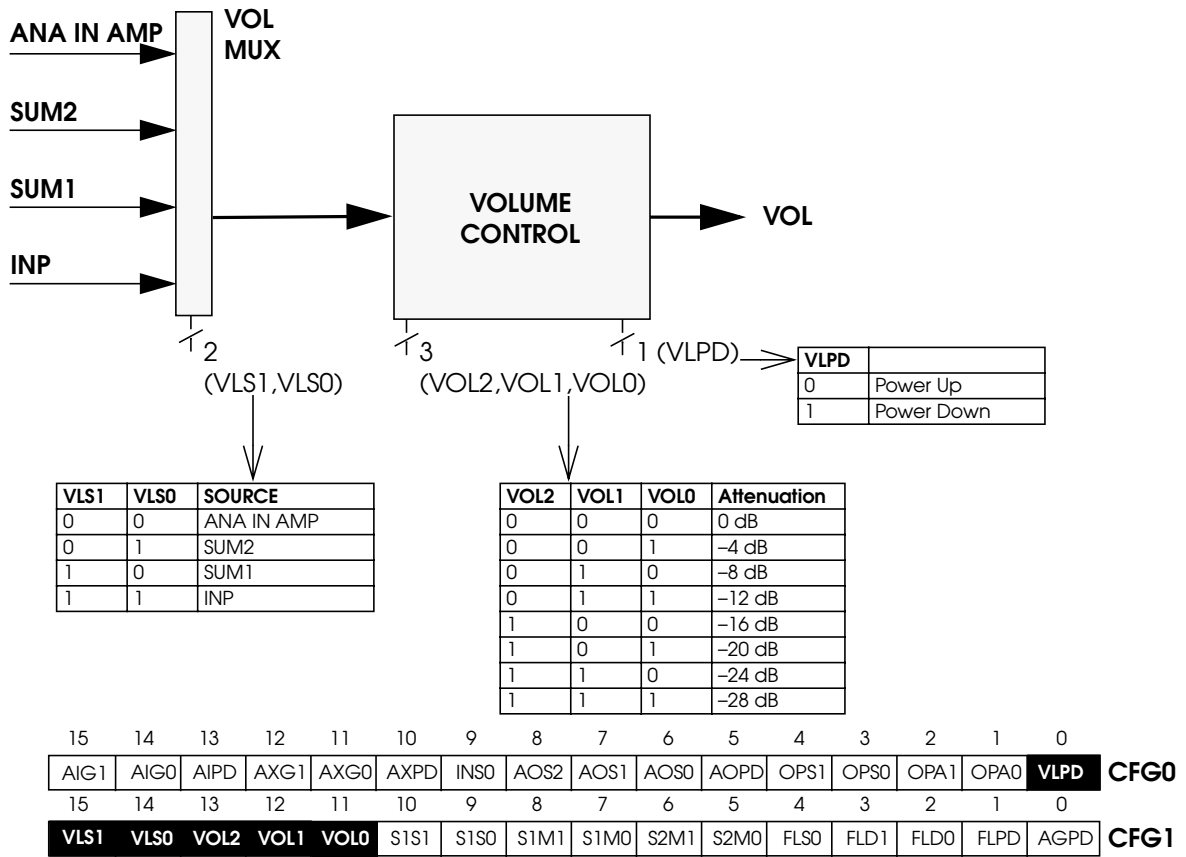 ANA IN AMP
VOL
MUX
SUM2
SUM1
INP
VOLUME
CONTROL
VOL
2
(VLS1,VLS0)
3
(VOL2,VOL1,VOL0)
1 (VLPD)
VLPD
0 Power Up
1 Power Down
VLS1 VLS0 SOURCE
0 0 ANA IN AMP
0 1 SUM2
1 0 SUM1
1 1 INP
VOL2 VOL1 VOL0 Attenuation
0 0 0 0 dB
0 0 1 –4 dB
0 1 0 –8 dB
0 1 1 –12 dB
1 0 0 –16 dB
1 0 1 –20 dB
1 1 0 –24 dB
1 1 1 –28 dB
15 14 13 12 11 10 9 8 7 6 5 4 3 2 1 0
AIG1 AIG0 AIPD AXG1 AXG0 AXPD INS0 AOS2 AOS1 AOS0 AOPD OPS1 OPS0 OPA1 OPA0 VLPD CFG0
15 14 13 12 11 10 9 8 7 6 5 4 3 2 1 0
VLS1 VLS0 VOL2 VOL1 VOL0 S1S1 S1S0 S1M1 S1M0 S2M1 S2M0 FLS0 FLD1 FLD0 FLPD AGPD CFG1